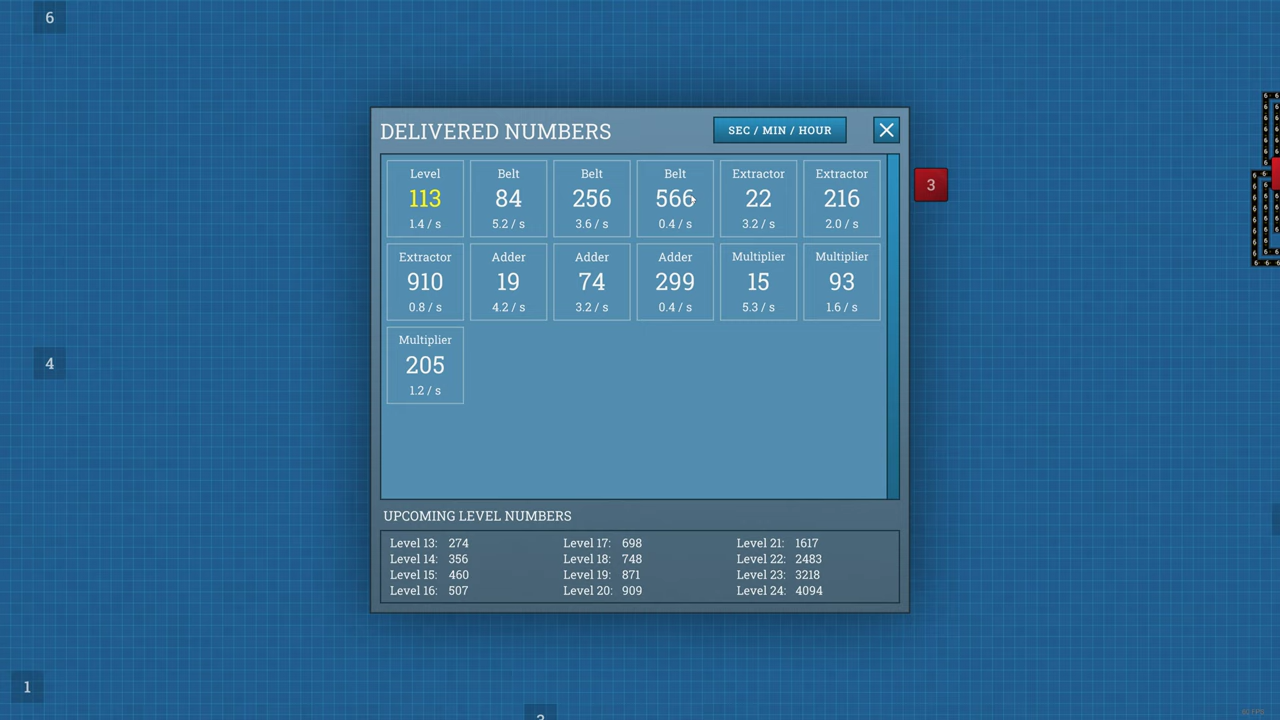 6
DELIVERED NUMBERS
SEC / MIN / HOUR
Level
113
1.4 / s
Belt
84
5.2 / s
Belt
256
3.6 / s
Belt
566
0.4 / s
Extractor
22
3.2 / s
Extractor
216
2.0 / s
3
Extractor
910
0.8 / s
Adder
19
4.2 / s
Adder
74
3.2 / s
Adder
299
0.4 / s
Multiplier
15
5.3 / s
Multiplier
93
1.6 / s
4
Multiplier
205
1.2 / s
UPCOMING LEVEL NUMBERS
Level 13: 274
Level 14: 356
Level 15: 460
Level 16: 507
Level 17: 698
Level 18: 748
Level 19: 871
Level 20: 909
Level 21: 1617
Level 22: 2483
Level 23: 3218
Level 24: 4094
1